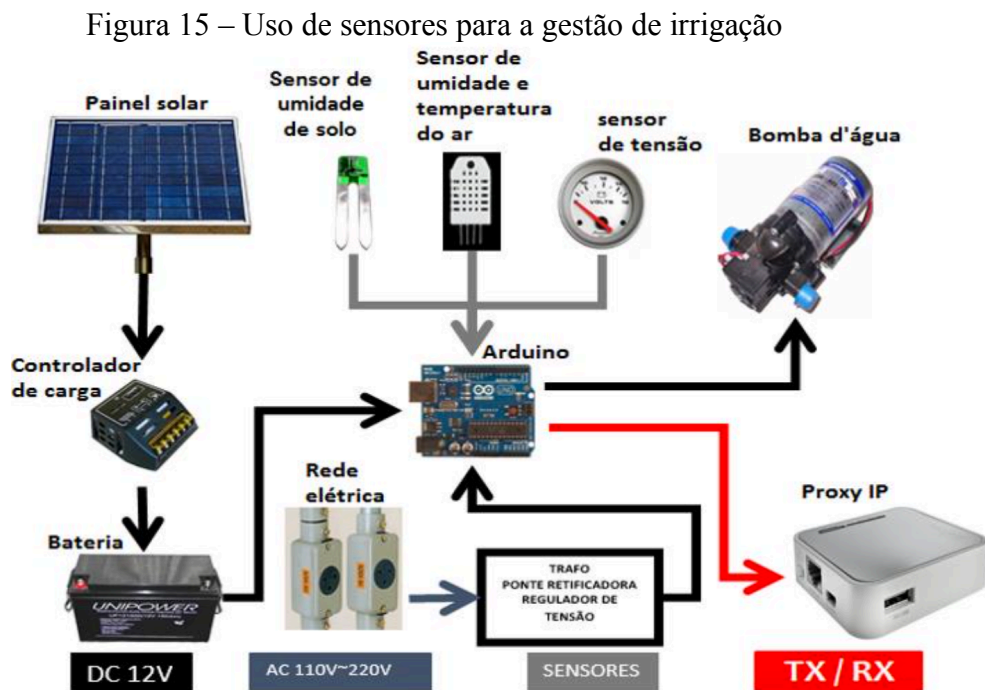 Figura 15 – Uso de sensores para a gestão de irrigação
Painel solar
Sensor de
umidade
de solo
Sensor de
umidade e
temperatura
do ar
sensor
de tensão
Bomba d'água
VOLTS
Controlador
de carga
Arduino
Bateria
UNIPOWER
Rede
elétrica
TRAFO
PONTE RETIFICADORA
REGULADOR DE
TENSÃO
Proxy IP
DC 12V
AC 110V~220V
SENSORES
TX / RX